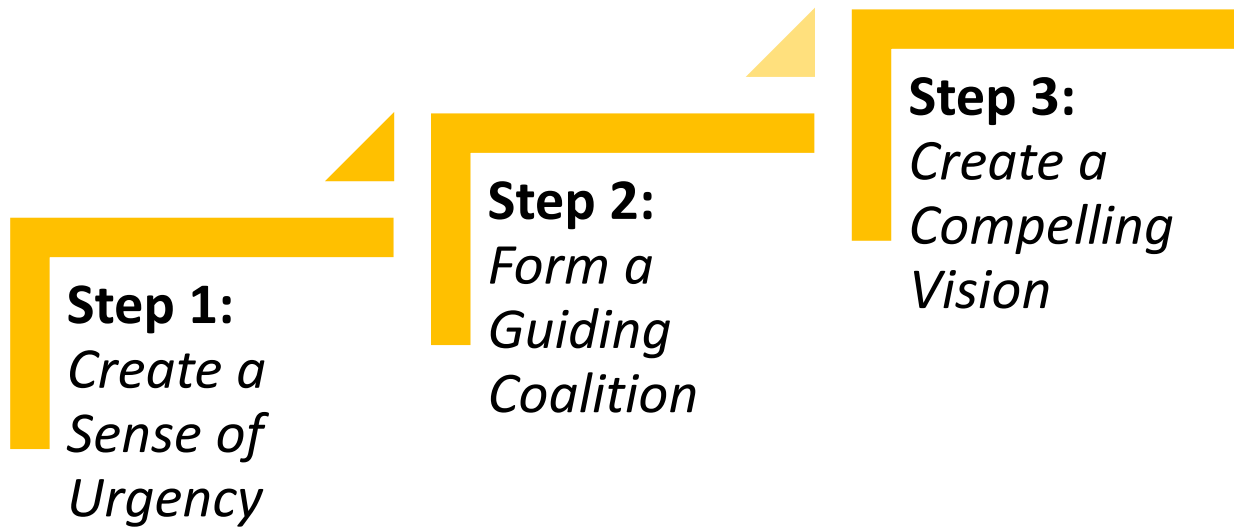 Step 1:
Create a
Sense of
Urgency
Step 2:
Form a
Guiding
Coalition
Step 3:
Create a
Compelling
Vision